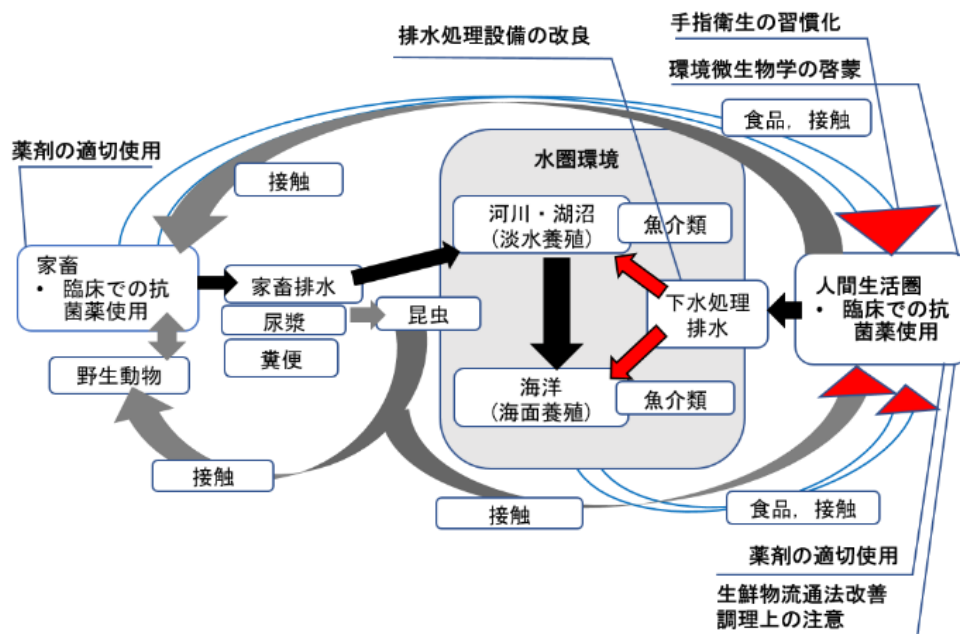 排水処理設備の改良
手指衛生の習慣化
環境微生物学の啓蒙
食品，接触
薬剤の適切使用
水圏環境
接触
河川・湖沼
(淡水養殖)
魚介類
家畜
• 臨床での抗
菌薬使用
家畜排水
尿漿
糞便
昆虫
下水処理
排水
人間生活圏
• 臨床での抗
菌薬使用
野生動物
海洋
(海面養殖)
魚介類
接触
接触
食品，接触
薬剤の適切使用
生鮮物流通法改善
調理上の注意